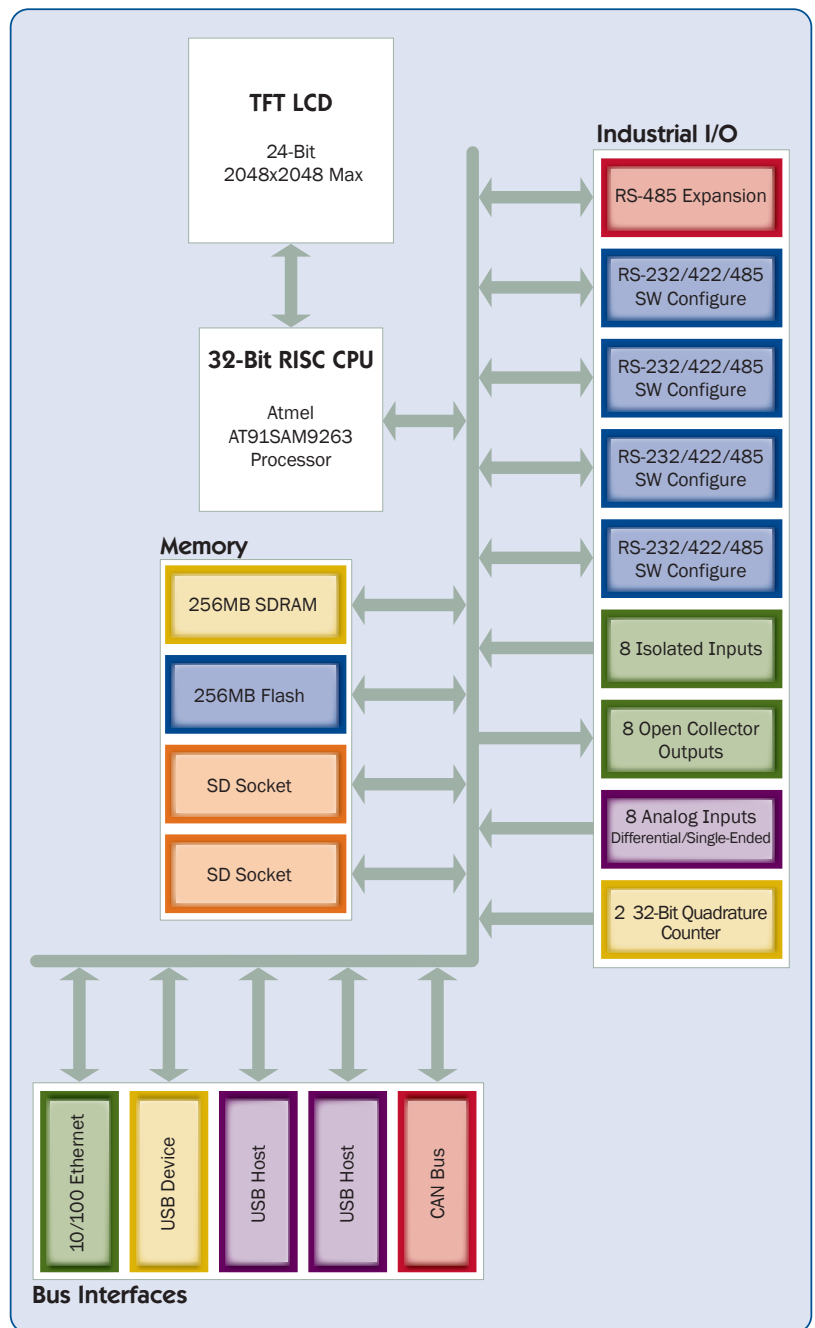 TFT LCD
24-Bit
2048x2048 Max
32-Bit RISC CPU
Atmel
AT91SAM9263
Processor
Memory
256MB SDRAM
256MB Flash
SD Socket
SD Socket
Industrial I/O
RS-485 Expansion
RS-232/422/485
SW Configure
RS-232/422/485
SW Configure
RS-232/422/485
SW Configure
RS-232/422/485
SW Configure
8 Isolated Inputs
8 Open Collector
Outputs
8 Analog Inputs
Differential/Single-Ended
2 32-Bit Quadrature
Counter
10/100 Ethernet
USB Device
USB Host
USB Host
CAN Bus
Bus Interfaces